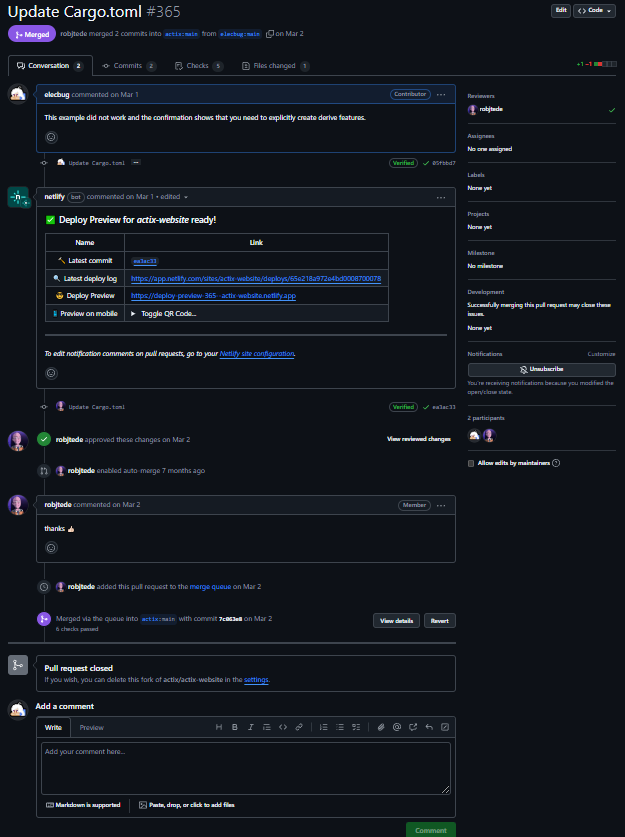 Update Cargo.toml #365
Edit
Code
Merged
robjtede merged 2 commits into actix:main from elecbug:main on Mar 2
Conversation 2
Commits 2
Checks 5
Files changed 1
+1 −1
elecbug commented on Mar 1
Contributor
This example did not work and the confirmation shows that you need to explicitly create derive features.
Update Cargo.toml
Verified
05fbbd7
netlify bot commented on Mar 1 • edited
Deploy Preview for actix-website ready!
Name Link
Latest commit ea3ac33
Latest deploy log https://app.netlify.com/sites/actix-website/deploys/65e218a972e4bd0008700078
Deploy Preview https://deploy-preview-365--actix-website.netlify.app
Preview on mobile Toggle QR Code...
To edit notification comments on pull requests, go to your Netlify site configuration.
Update Cargo.toml
Verified
ea3ac33
robjtede approved these changes on Mar 2
View reviewed changes
robjtede enabled auto-merge 7 months ago
robjtede commented on Mar 2
Member
thanks
robjtede added this pull request to the merge queue on Mar 2
Merged via the queue into actix:main with commit 7c063e8 on Mar 2
6 checks passed
View details
Revert
Pull request closed
If you wish, you can delete this fork of actix/actix-website in the settings.
Add a comment
Write
Preview
H B I
Add your comment here...
Markdown is supported
Paste, drop, or click to add files
Comment
Reviewers
robjtede
Assignees
No one assigned
Labels
None yet
Projects
None yet
Milestone
No milestone
Development
Successfully merging this pull request may close these
issues.
None yet
Notifications
Customize
Unsubscribe
You're receiving notifications because you modified the
open/close state.
2 participants
Allow edits by maintainers